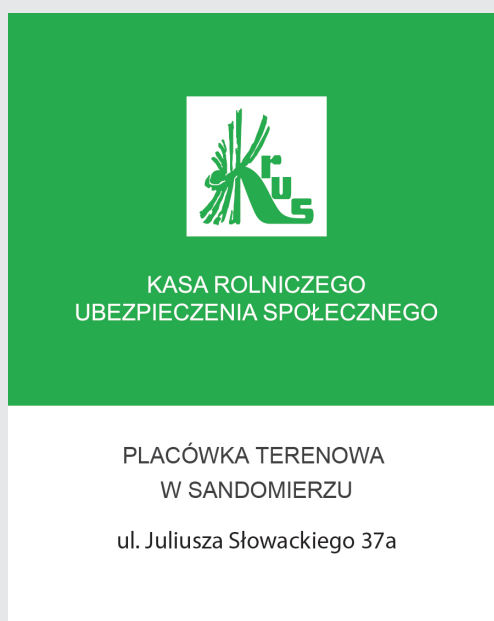 Krus
KASA ROLNICZEGO
UBEZPIECZENIA SPOŁECZNEGO
PLACÓWKA TERENOWA
W SANDOMIERZU
ul. Juliusza Słowackiego 37a